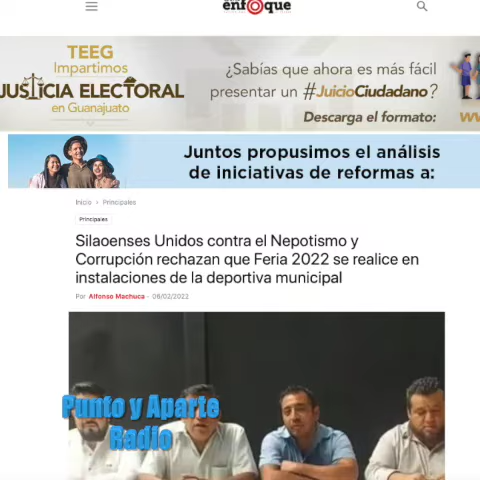 enfoque
TEEG
Impartimos
JUSTICIA ELECTORAL
en Guanajuato
¿Sabías que ahora es más fácil
presentar un #JuicioCiudadano?
Descarga el formato:
Juntos propusimos el análisis
de iniciativas de reformas a:
Inicio > Principales
Principales
Silaoenses Unidos contra el Nepotismo y
Corrupción rechazan que Feria 2022 se realice en
instalaciones de la deportiva municipal
Por Alfonso Machuca - 08/02/2022
Punto y Aparte
Radio